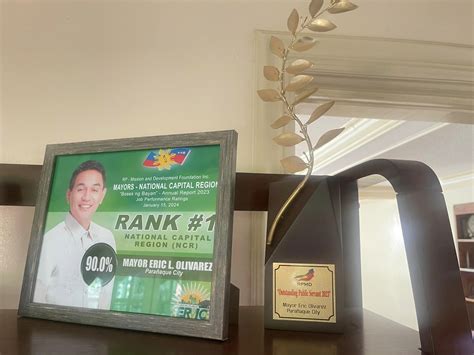 RP - Mission and Development Foundation Inc.
MAYORS - NATIONAL CAPITAL REGION
"Boses ng Bayan" - Annual Report 2023
Job Performance Ratings
January 15, 2024
RANK #1
NATIONAL CAPITAL
REGION (NCR)
90.0%
MAYOR ERIC L. OLIVAREZ
Parañaque City
ERIC
RPMD
"Outstanding Public Servant 2023"
Mayor Eric Olivarez
Parañaque City